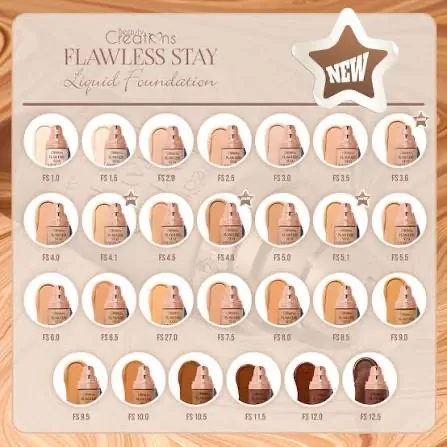 Beauty
Creations
FLAWLESS STAY
Liquid Foundation
NEW
FS 1.0 FS 1.5 FS 2.0 FS 2.5 FS 3.0 FS 3.5 FS 3.6
FS 4.0 FS 4.1 FS 4.5 FS 4.8 FS 5.0 FS 5.1 FS 5.5
FS 6.0 FS 6.5 FS 27.0 FS 7.5 FS 8.0 FS 8.5 FS 9.0
FS 9.5 FS 10.0 FS 10.5 FS 11.5 FS 12.0 FS 12.5